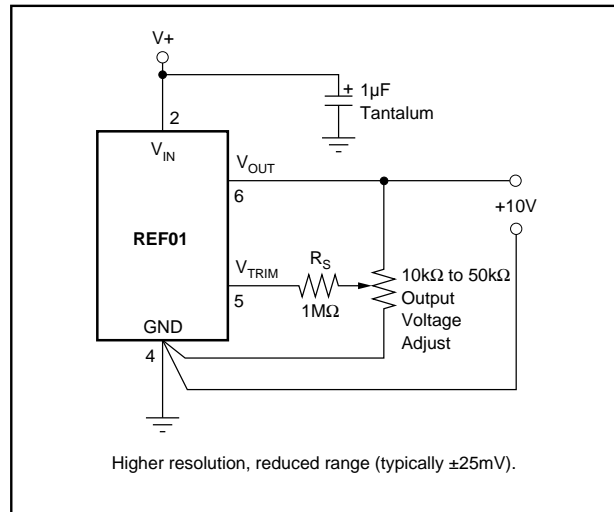 V+
1µF
+
Tantalum
2
V_IN
V_OUT
6
+10V
REF01
R_S
V_TRIM
10kΩ to 50kΩ
Output
Voltage
Adjust
5
1MΩ
GND
4
Higher resolution, reduced range (typically ±25mV).